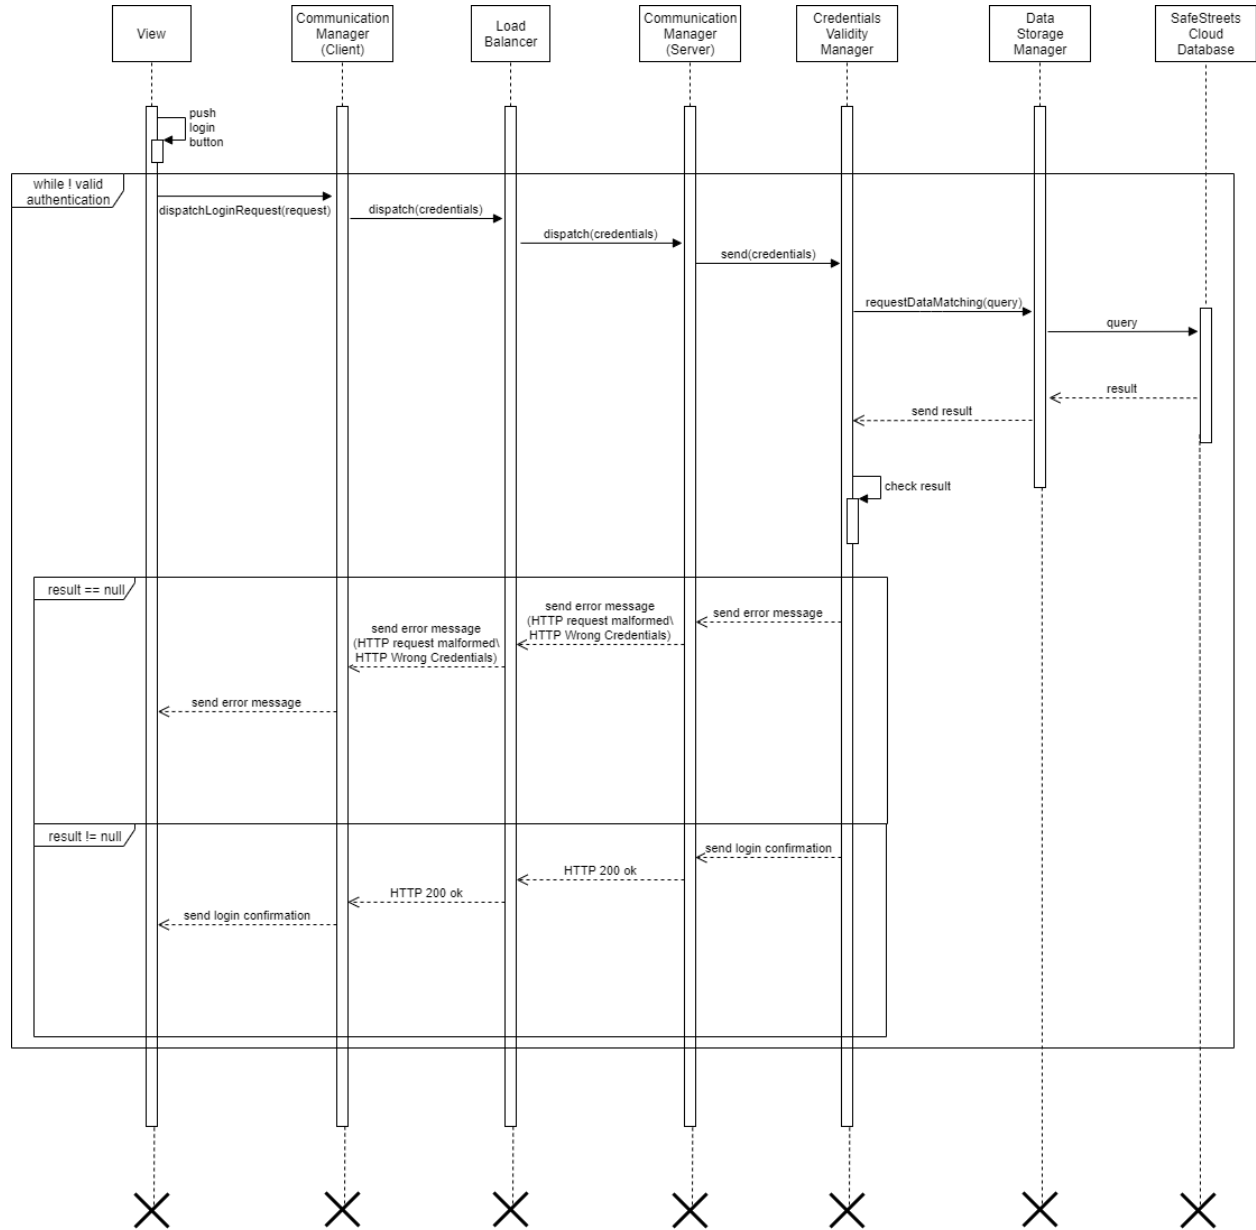 View
Communication
Manager
(Client)
Load
Balancer
Communication
Manager
(Server)
Credentials
Validity
Manager
Data
Storage
Manager
SafeStreets
Cloud
Database
push
login
button
while ! valid
authentication
dispatchLoginRequest(request)
dispatch(credentials)
dispatch(credentials)
send(credentials)
requestDataMatching(query)
query
result
send result
check result
result == null
send error message
send error message
(HTTP request malformed\
HTTP Wrong Credentials)
send error message
(HTTP request malformed\
HTTP Wrong Credentials)
send error message
result != null
send login confirmation
HTTP 200 ok
HTTP 200 ok
send login confirmation